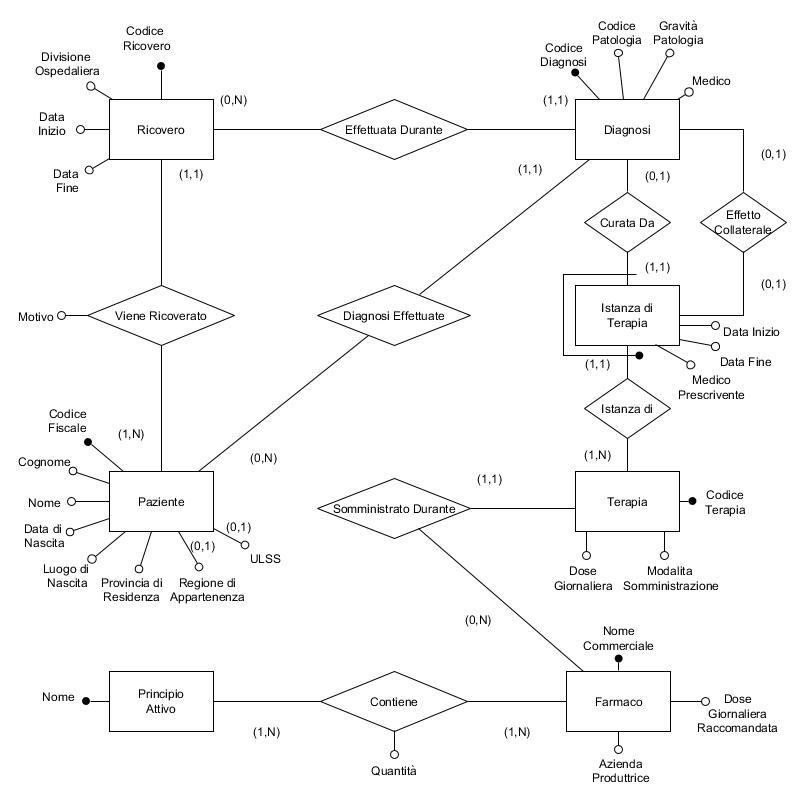 Codice
Ricovero
Divisione
Ospedaliera
Data
Inizio
Data
Fine
Ricovero
(0,N)
(1,1)
Effettuata Durante
(1,1)
Codice
Diagnosi
Codice
Patologia
Gravità
Patologia
Medico
Diagnosi
(1,1)
(0,1)
(0,1)
Curata Da
Effetto
Collaterale
(1,1)
(0,1)
Motivo
Viene Ricoverato
Diagnosi Effettuate
Istanza di
Terapia
Data Inizio
Data Fine
Medico
Prescrivente
(1,1)
Istanza di
(1,N)
Codice
Fiscale
(1,N)
(0,N)
Cognome
Nome
Data di
Nascita
Luogo di
Nascita
Provincia di
Residenza
Regione di
Appartenenza
(0,1)
(0,1)
ULSS
Paziente
Somministrato Durante
(1,1)
Terapia
Codice
Terapia
Dose
Giornaliera
Modalita
Somministrazione
(0,N)
Nome
Commerciale
Nome
Principio
Attivo
(1,N)
Contiene
Quantità
(1,N)
Farmaco
Dose
Giornaliera
Raccomandata
Azienda
Produttrice